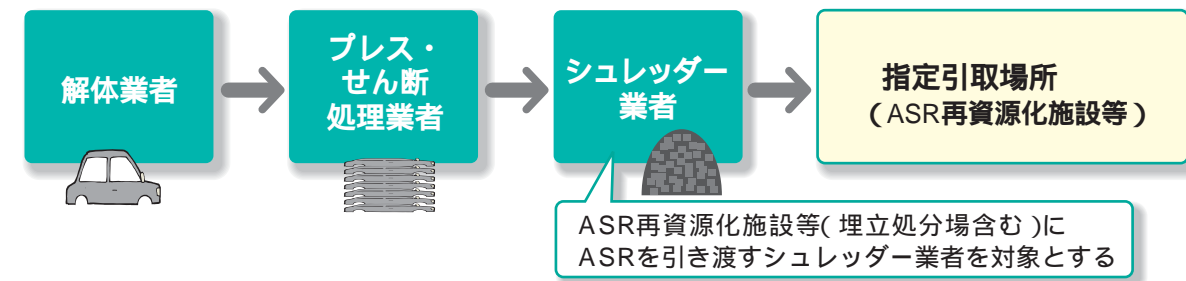 解体業者
プレス・
せん断
処理業者
シュレッダー
業者
指定引取場所
（ASR再資源化施設等）
ASR再資源化施設等（埋立処分場含む）に
ASRを引き渡すシュレッダー業者を対象とする